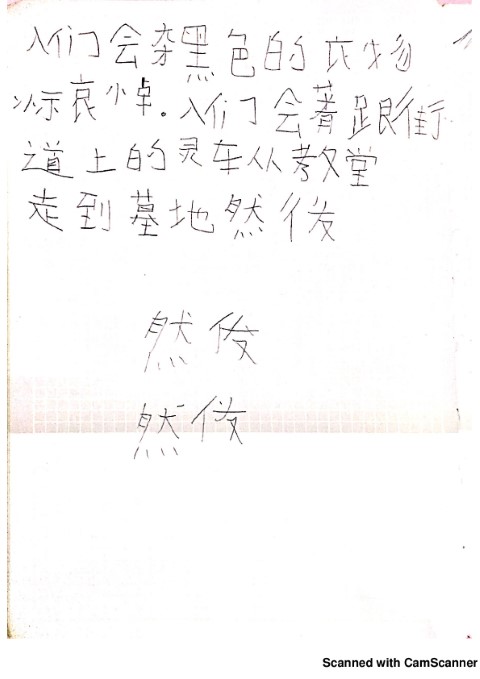 人们会杂黑色的衣物
以示哀悼。人们会著跟街
道上的灵车从教堂
走到墓地然後
然後
然後
Scanned with CamScanner